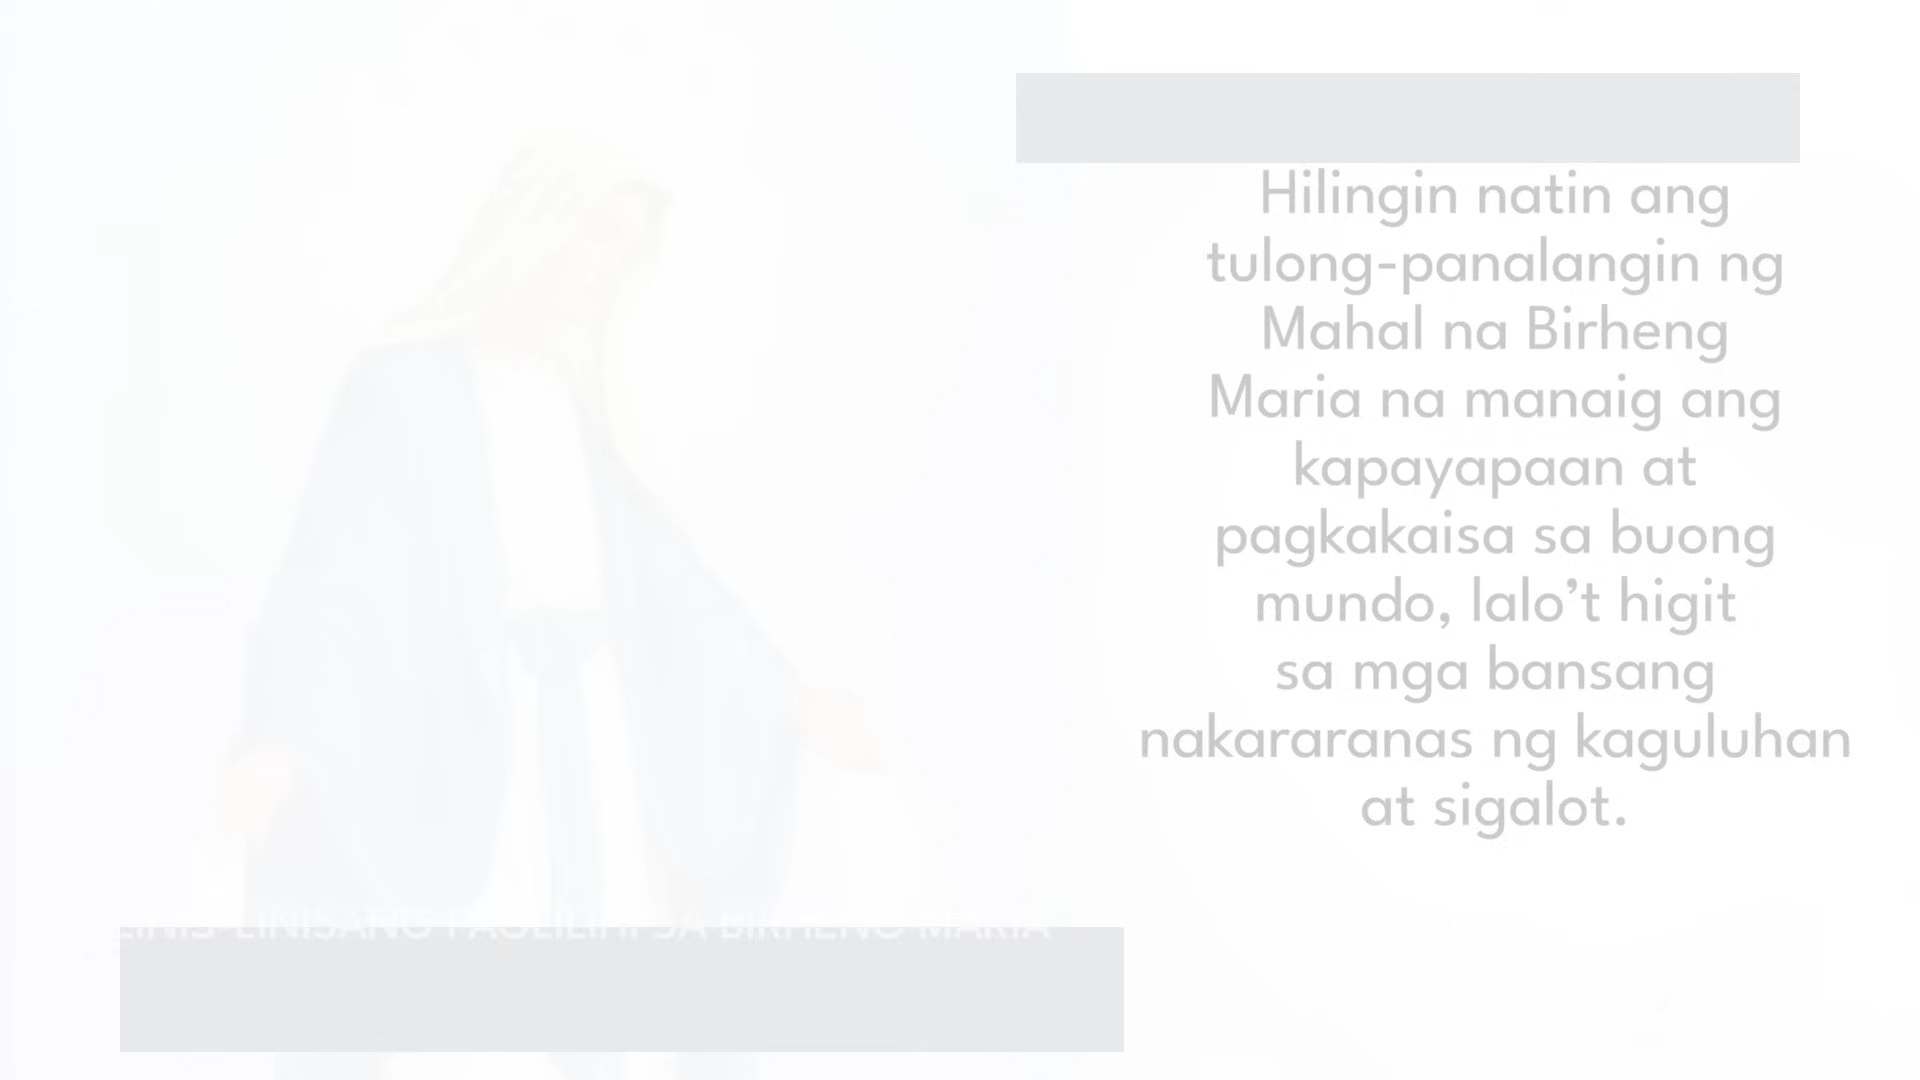 Hilingin natin ang
tulong-panalangin ng
Mahal na Birheng
Maria na manaig ang
kapayapaan at
pagkakaisa sa buong
mundo, lalo’t higit
sa mga bansang
nakararanas ng kaguluhan
at sigalot.